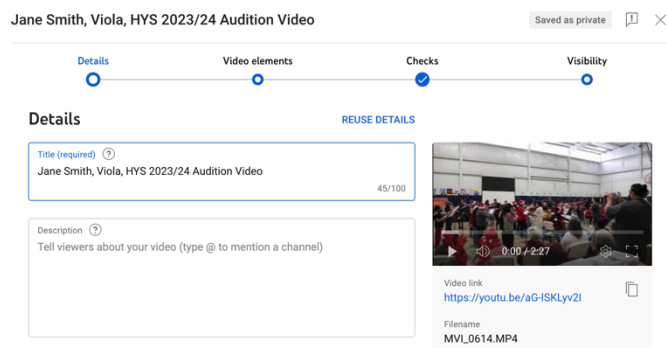 Jane Smith, Viola, HYS 2023/24 Audition Video
Saved as private
Details
Video elements
Checks
Visibility
Details
REUSE DETAILS
Title (required) ?
Jane Smith, Viola, HYS 2023/24 Audition Video
45/100
Description ?
Tell viewers about your video (type @ to mention a channel)
0:00 / 2:27
Video link
https://youtu.be/aG-lSKLyv2I
Filename
MVI_0614.MP4